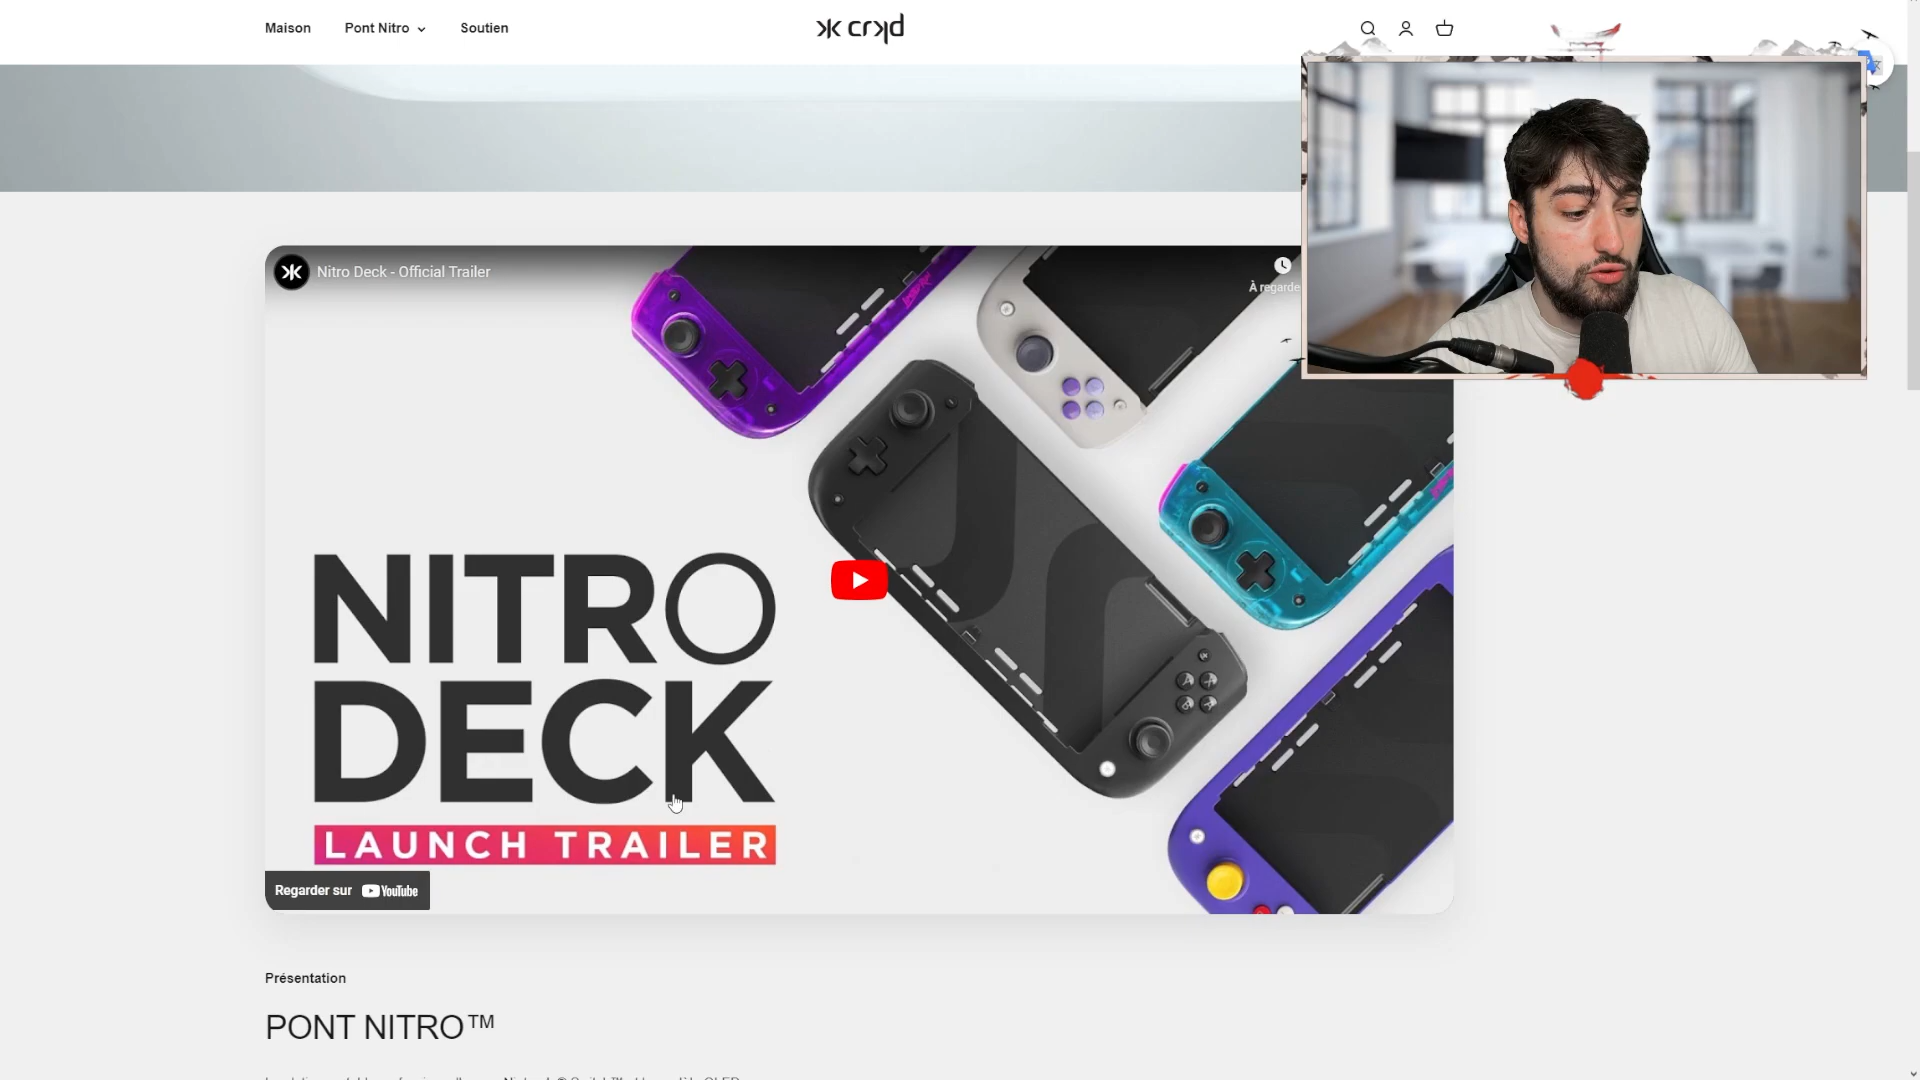 Maison Pont Nitro Soutien crkd
Nitro Deck - Official Trailer
À regarde
NITRO
DECK
LAUNCH TRAILER
Regarder sur YouTube
Présentation
PONT NITRO™